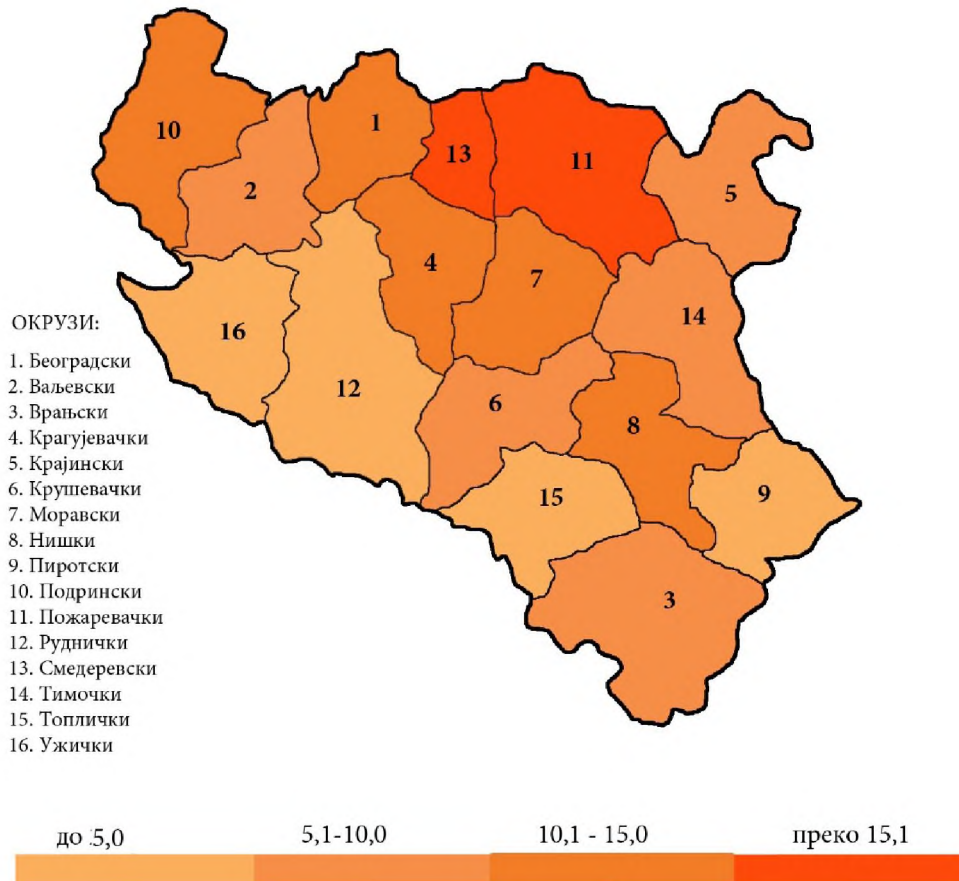 10
1
13
11
2
5
4
7
14
16
12
6
8
15
9
3
ОКРУЗИ:
1. Београдски
2. Ваљевски
3. Врањски
4. Крагујевачки
5. Крајински
6. Крушевачки
7. Моравски
8. Нишки
9. Пиротски
10. Подрински
11. Пожаревачки
12. Руднички
13. Смедеревски
14. Тимочки
15. Топлички
16. Ужички
до 5,0 5,1-10,0 10,1 - 15,0 преко 15,1